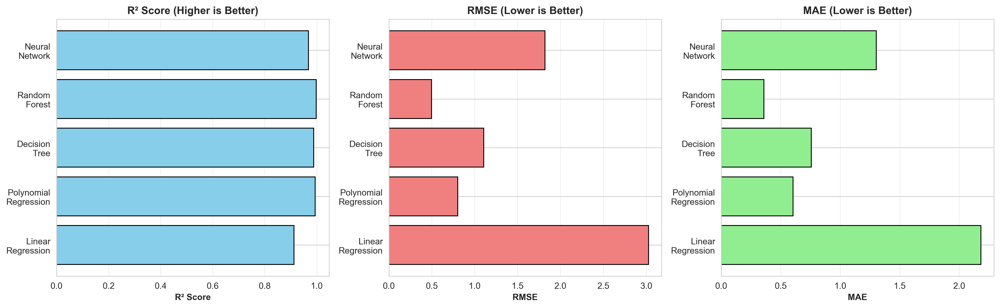 R² Score (Higher is Better)
Neural
Network
Random
Forest
Decision
Tree
Polynomial
Regression
Linear
Regression
0.0 0.2 0.4 0.6 0.8 1.0
R² Score
RMSE (Lower is Better)
Neural
Network
Random
Forest
Decision
Tree
Polynomial
Regression
Linear
Regression
0.0 0.5 1.0 1.5 2.0 2.5 3.0
RMSE
MAE (Lower is Better)
Neural
Network
Random
Forest
Decision
Tree
Polynomial
Regression
Linear
Regression
0.0 0.5 1.0 1.5 2.0
MAE